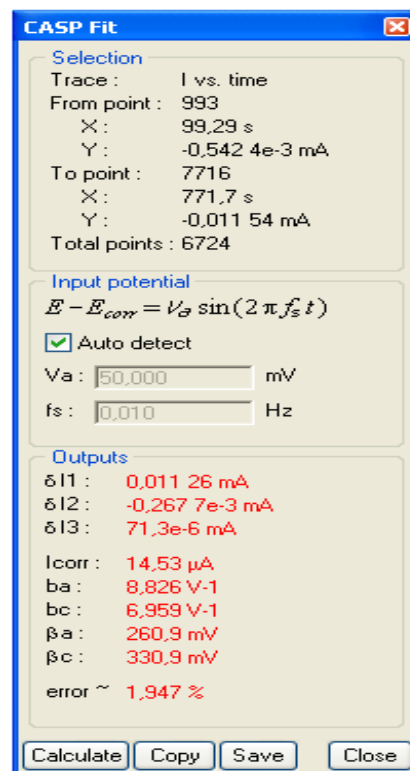 CASP Fit
Selection
Trace : I vs. time
From point : 993
X : 99,29 s
Y : -0,542 4e-3 mA
To point : 7716
X : 771,7 s
Y : -0,011 54 mA
Total points : 6724
Input potential
E − E_corr = V_a sin(2 π f_s t)
Auto detect
Va : 50,000 mV
fs : 0,010 Hz
Outputs
δI1 : 0,011 26 mA
δI2 : -0,267 7e-3 mA
δI3 : 71,3e-6 mA
Icorr : 14,53 µA
ba : 8,826 V-1
bc : 6,959 V-1
βa : 260,9 mV
βc : 330,9 mV
error ~ 1,947 %
Calculate Copy Save Close